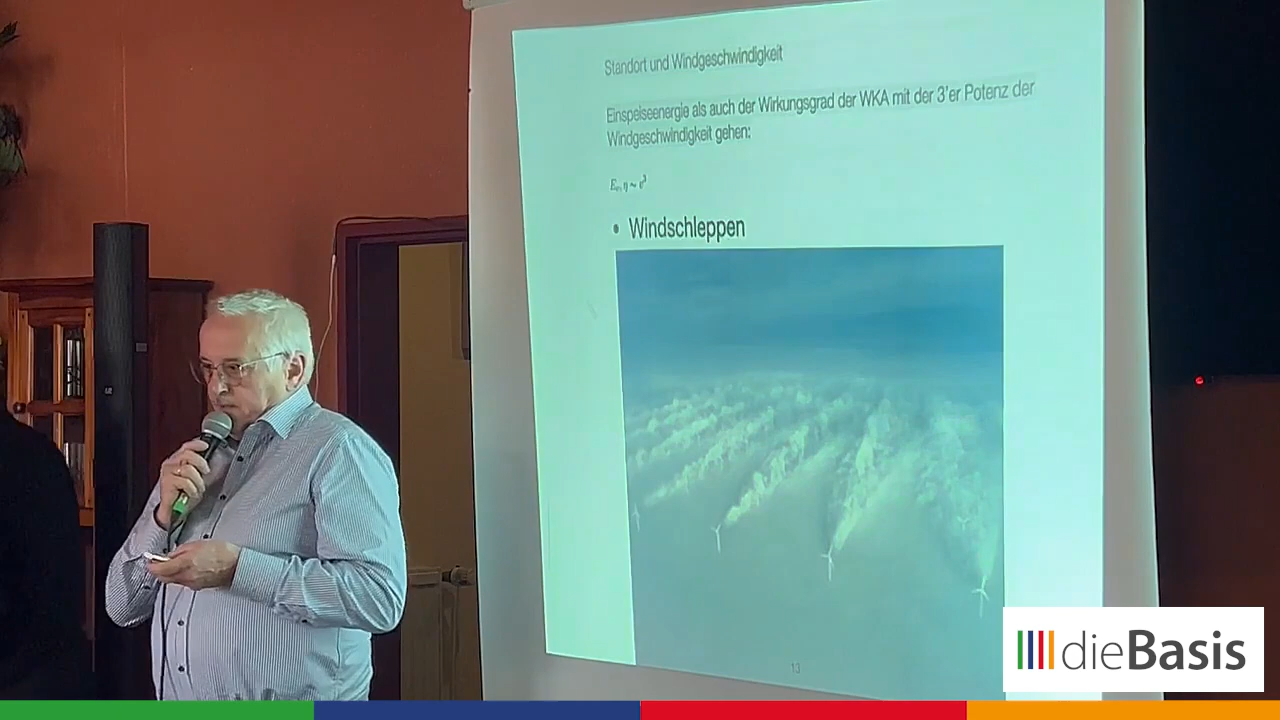 Standort und Windgeschwindigkeit
Einspeiseenergie als auch der Wirkungsgrad der WKA mit der 3'er Potenz der
Windgeschwindigkeit gehen:
• Windschleppen
13
dieBasis